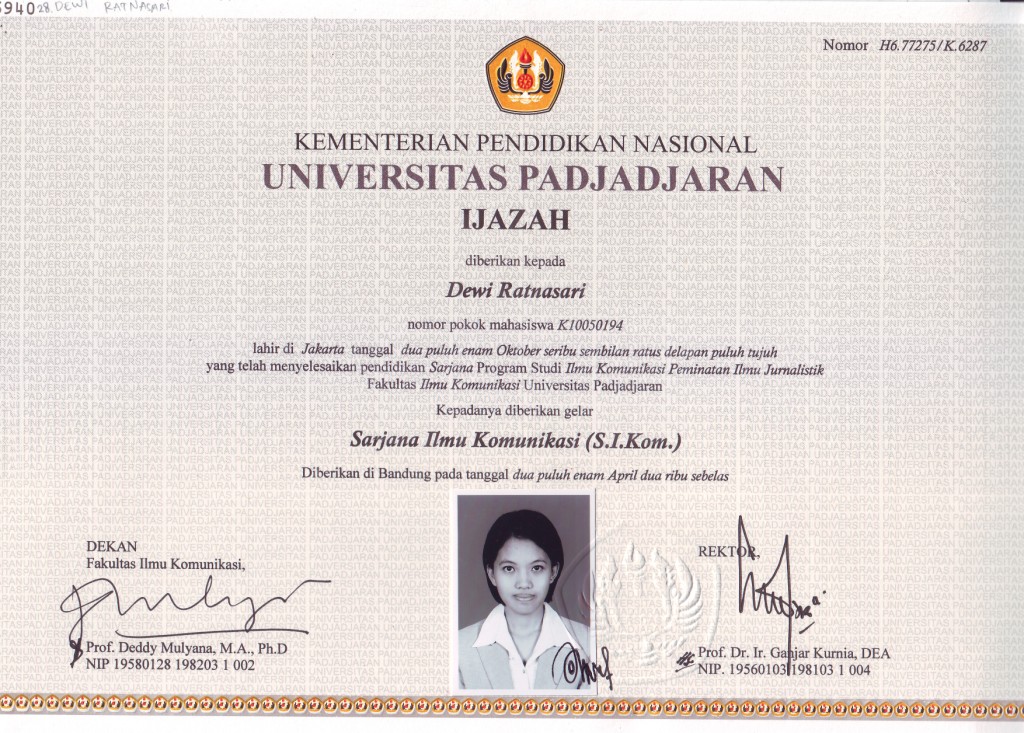 5940 28. DEWI RATNASARI
Nomor H6.77275/K.6287
KEMENTERIAN PENDIDIKAN NASIONAL
UNIVERSITAS PADJADJARAN
IJAZAH
diberikan kepada
Dewi Ratnasari
nomor pokok mahasiswa K10050194
lahir di Jakarta tanggal dua puluh enam Oktober seribu sembilan ratus delapan puluh tujuh
yang telah menyelesaikan pendidikan Sarjana Program Studi Ilmu Komunikasi Peminatan Ilmu Jurnalistik
Fakultas Ilmu Komunikasi Universitas Padjadjaran
Kepadanya diberikan gelar
Sarjana Ilmu Komunikasi (S.I.Kom.)
Diberikan di Bandung pada tanggal dua puluh enam April dua ribu sebelas
DEKAN
Fakultas Ilmu Komunikasi,
Prof. Deddy Mulyana, M.A., Ph.D
NIP 19580128 198203 1 002
REKTOR,
Prof. Dr. Ir. Ganjar Kurnia, DEA
NIP. 19560103 198103 1 004